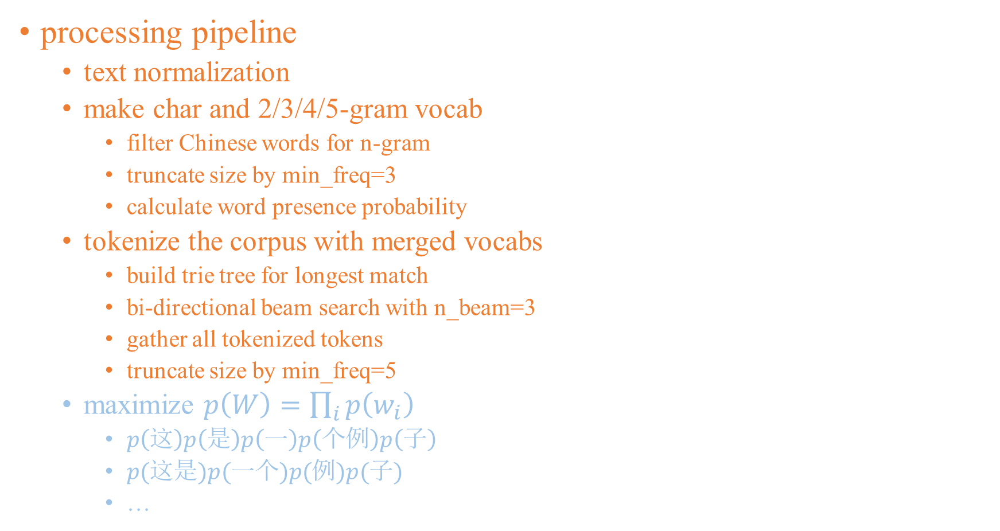 • processing pipeline
• text normalization
• make char and 2/3/4/5-gram vocab
• filter Chinese words for n-gram
• truncate size by min_freq=3
• calculate word presence probability
• tokenize the corpus with merged vocabs
• build trie tree for longest match
• bi-directional beam search with n_beam=3
• gather all tokenized tokens
• truncate size by min_freq=5
• maximize p(W) = ∏ᵢ p(wᵢ)
• p(这)p(是)p(一)p(个例)p(子)
• p(这是)p(一个)p(例)p(子)
• …